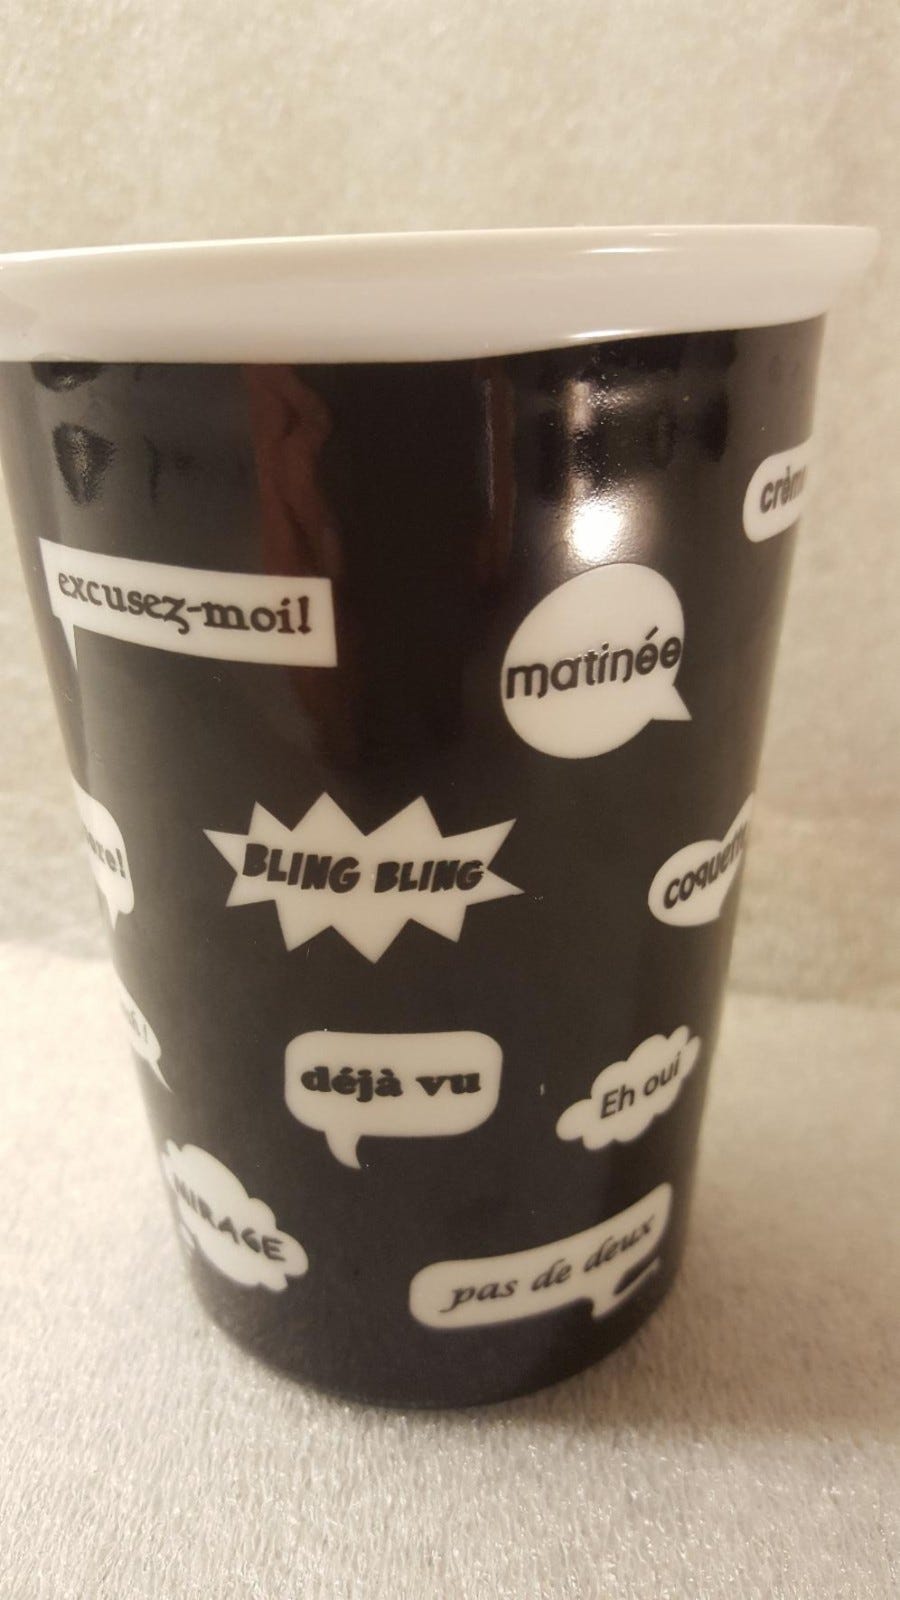 excusez-moi!
matinée
BLING BLING
déjà vu
Eh oui
MIRAGE
pas de deux